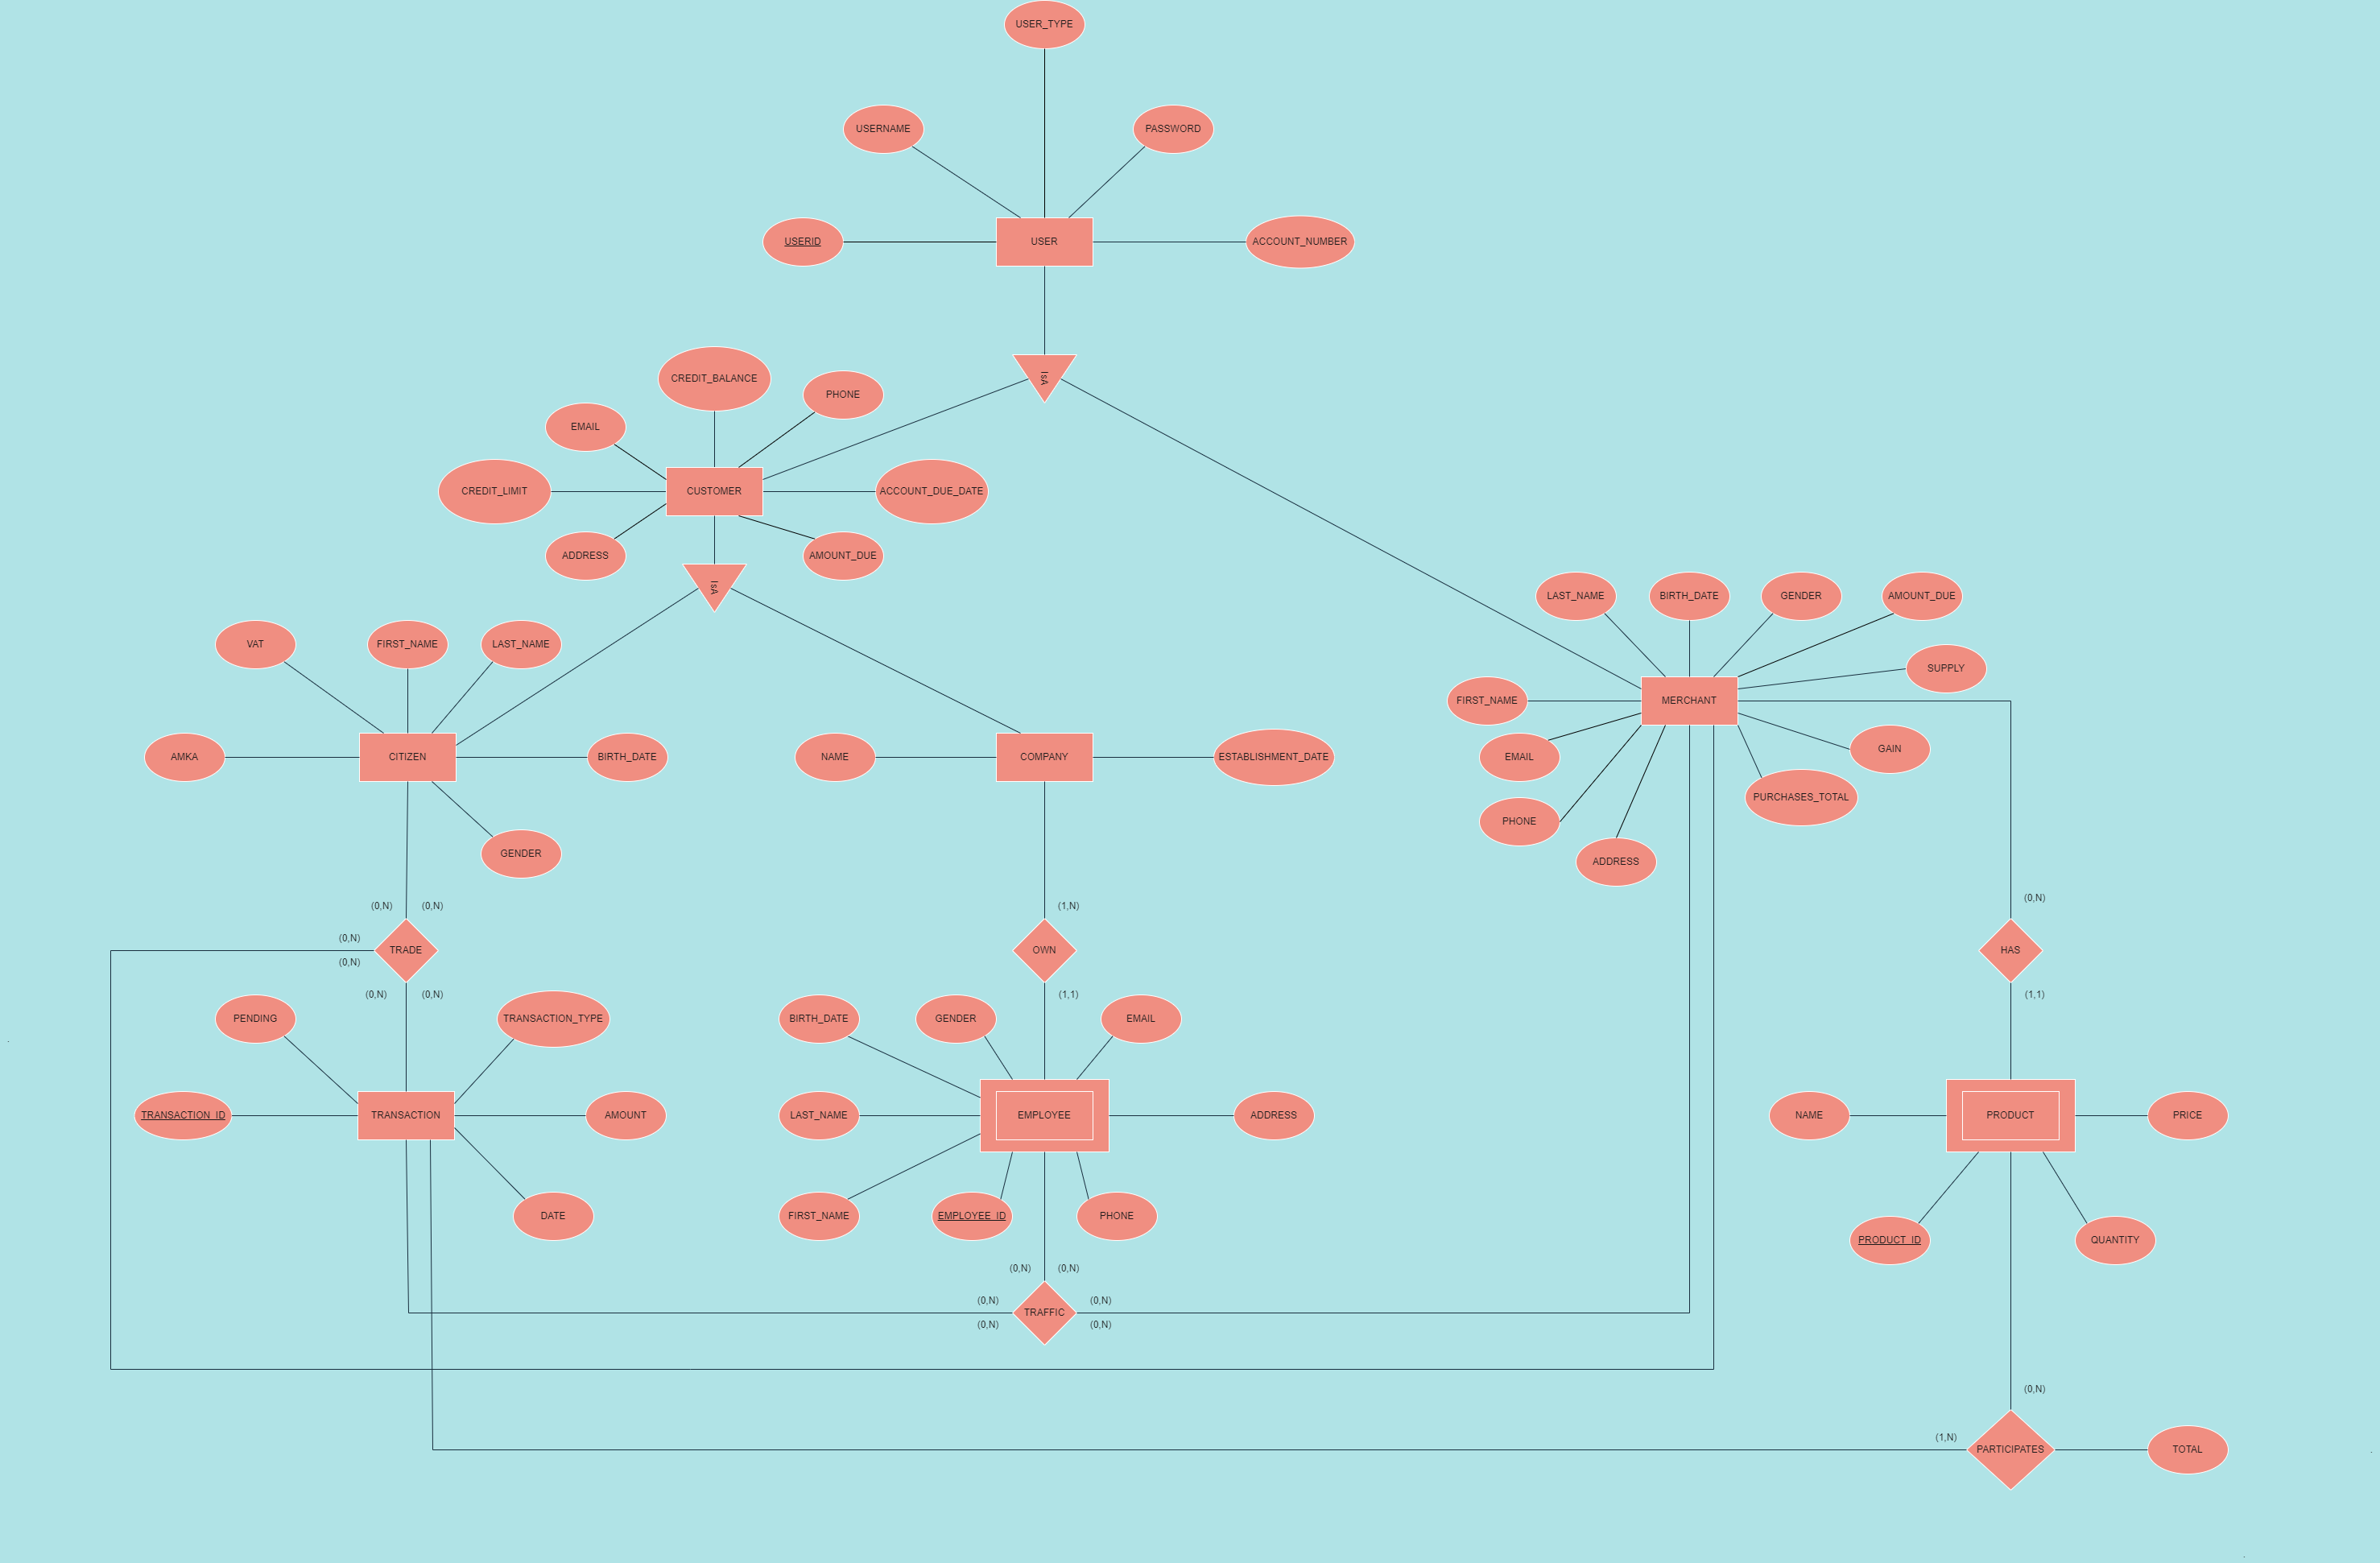 USER_TYPE
USERNAME
PASSWORD
USERID
USER
ACCOUNT_NUMBER
IsA
CREDIT_BALANCE
PHONE
EMAIL
CREDIT_LIMIT
CUSTOMER
ACCOUNT_DUE_DATE
ADDRESS
AMOUNT_DUE
IsA
LAST_NAME
BIRTH_DATE
GENDER
AMOUNT_DUE
SUPPLY
FIRST_NAME
MERCHANT
EMAIL
GAIN
PURCHASES_TOTAL
PHONE
ADDRESS
VAT
FIRST_NAME
LAST_NAME
AMKA
CITIZEN
BIRTH_DATE
GENDER
NAME
COMPANY
ESTABLISHMENT_DATE
(0,N)
(0,N)
(1,N)
(0,N)
(0,N)
TRADE
OWN
HAS
(0,N)
(0,N)
(0,N)
(1,1)
(1,1)
PENDING
TRANSACTION_TYPE
BIRTH_DATE
GENDER
EMAIL
TRANSACTION_ID
TRANSACTION
AMOUNT
LAST_NAME
EMPLOYEE
ADDRESS
NAME
PRODUCT
PRICE
DATE
FIRST_NAME
EMPLOYEE_ID
PHONE
PRODUCT_ID
QUANTITY
(0,N)
(0,N)
(0,N)
(0,N)
TRAFFIC
(0,N)
(0,N)
(0,N)
(1,N)
PARTICIPATES
TOTAL